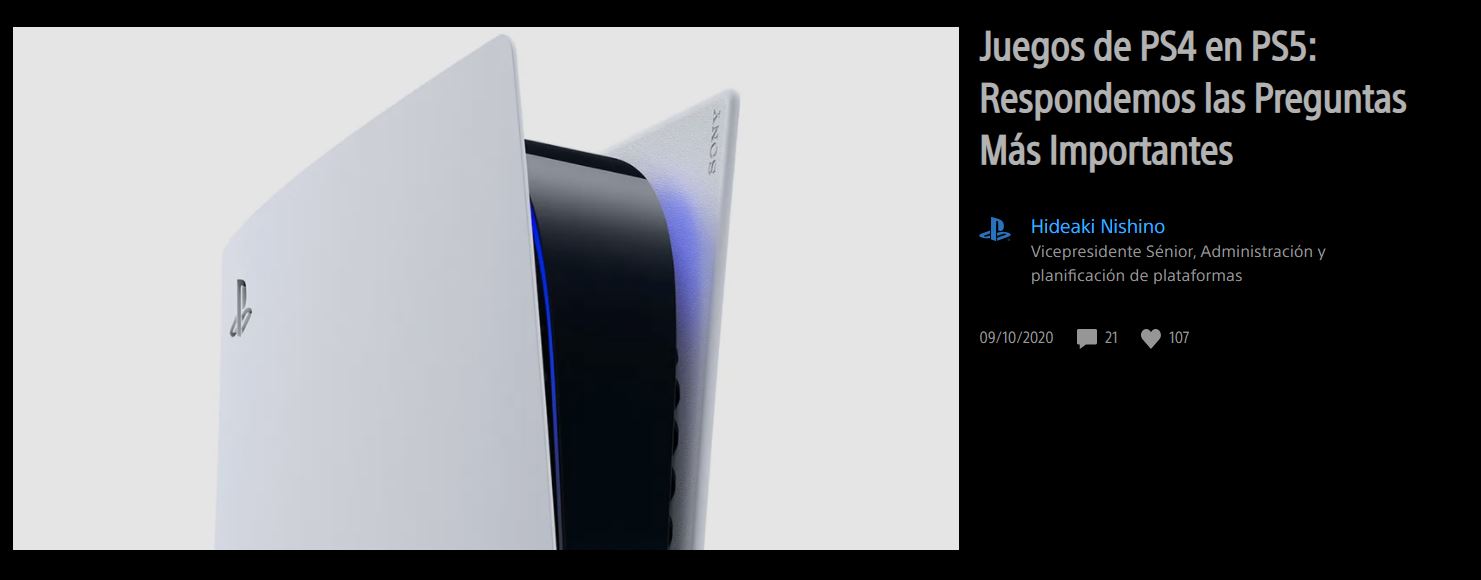 SONY
Juegos de PS4 en PS5:
Respondemos las Preguntas
Más Importantes
Hideaki Nishino
Vicepresidente Sénior, Administración y
planificación de plataformas
09/10/2020 21 107